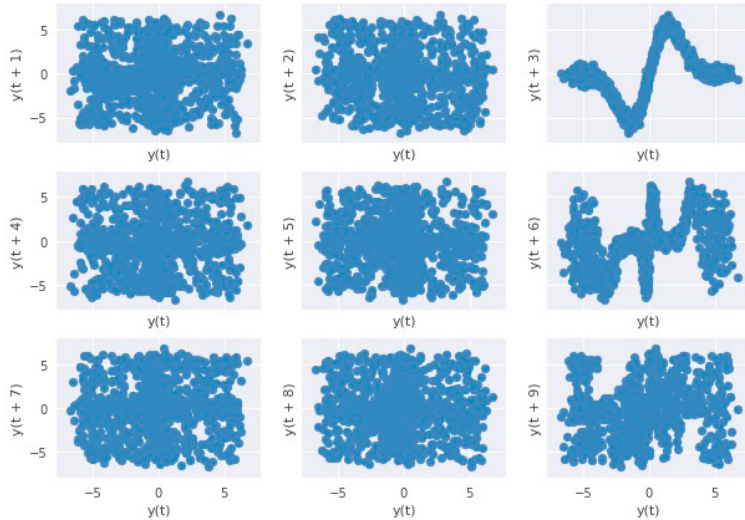 y(t + 1)
5
0
−5
y(t)
y(t + 2)
y(t)
y(t + 3)
y(t)
y(t + 4)
5
0
−5
y(t)
y(t + 5)
y(t)
y(t + 6)
y(t)
y(t + 7)
5
0
−5
−5 0 5
y(t)
y(t + 8)
−5 0 5
y(t)
y(t + 9)
−5 0 5
y(t)